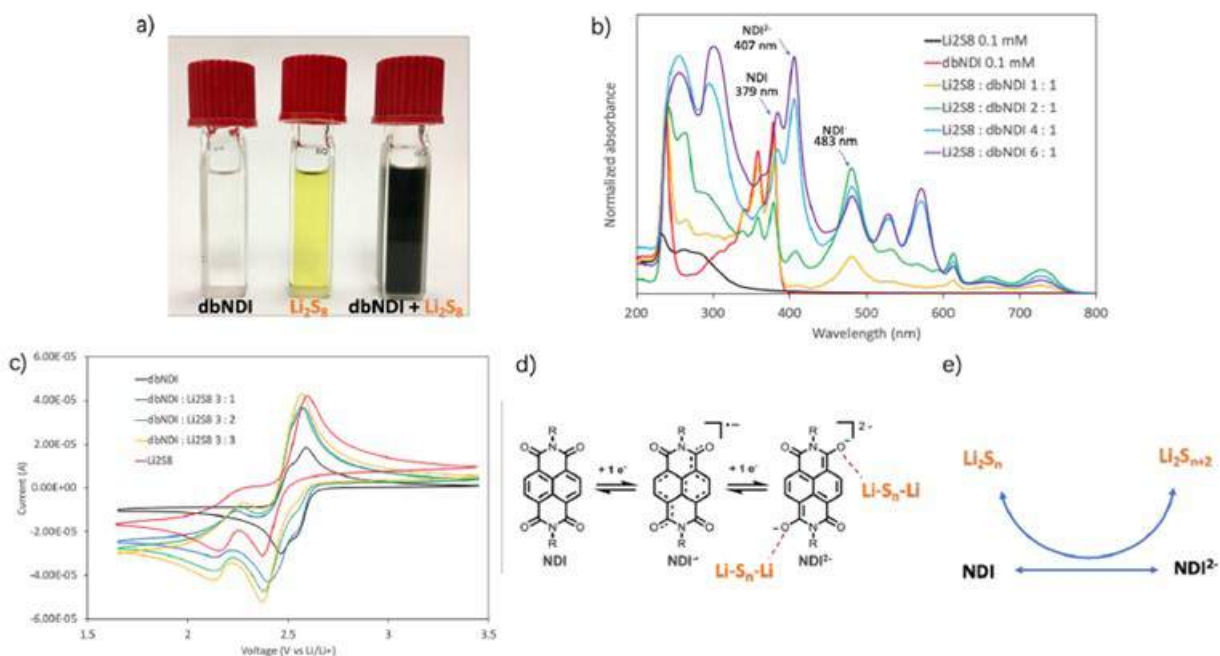 a)
dbNDI
Li2S8
dbNDI + Li2S8
b)
NDI2-
407 nm
NDI
379 nm
NDI-
483 nm
Li2S8 0.1 mM
dbNDI 0.1 mM
Li2S8 : dbNDI 1 : 1
Li2S8 : dbNDI 2 : 1
Li2S8 : dbNDI 4 : 1
Li2S8 : dbNDI 6 : 1
Normalized absorbance
200 300 400 500 600 700 800
Wavelength (nm)
c)
6.00E-05
4.00E-05
2.00E-05
0.00E+00
-2.00E-05
-4.00E-05
-6.00E-05
Current (A)
dbNDI
dbNDI : Li2S8 3 : 1
dbNDI : Li2S8 3 : 2
dbNDI : Li2S8 3 : 3
Li2S8
1.5 2 2.5 3 3.5
Voltage (V vs Li/Li+)
d)
R
O N O
O N O
R
NDI
+ 1 e-
R
O N O
O N O
R
•−
NDI-•
+ 1 e-
R
O N O
O N O
R
2 -
NDI2-
Li-Sn-Li
Li-Sn-Li
e)
Li2Sn
Li2Sn+2
NDI
NDI2-